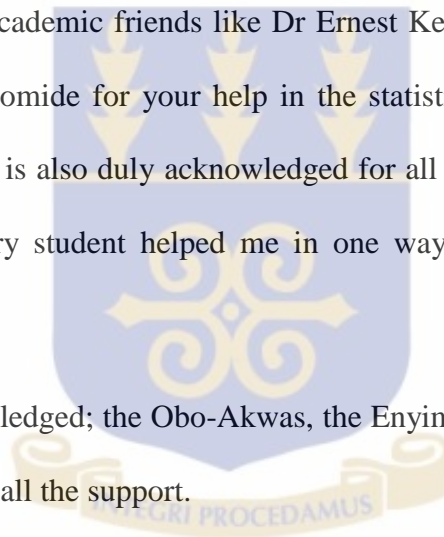 cademic friends like Dr Ernest Ke
omide for your help in the statist
is also duly acknowledged for all
ry student helped me in one way
ledged; the Obo-Akwas, the Enyin
all the support.
INTEGRI PROCEDAMUS